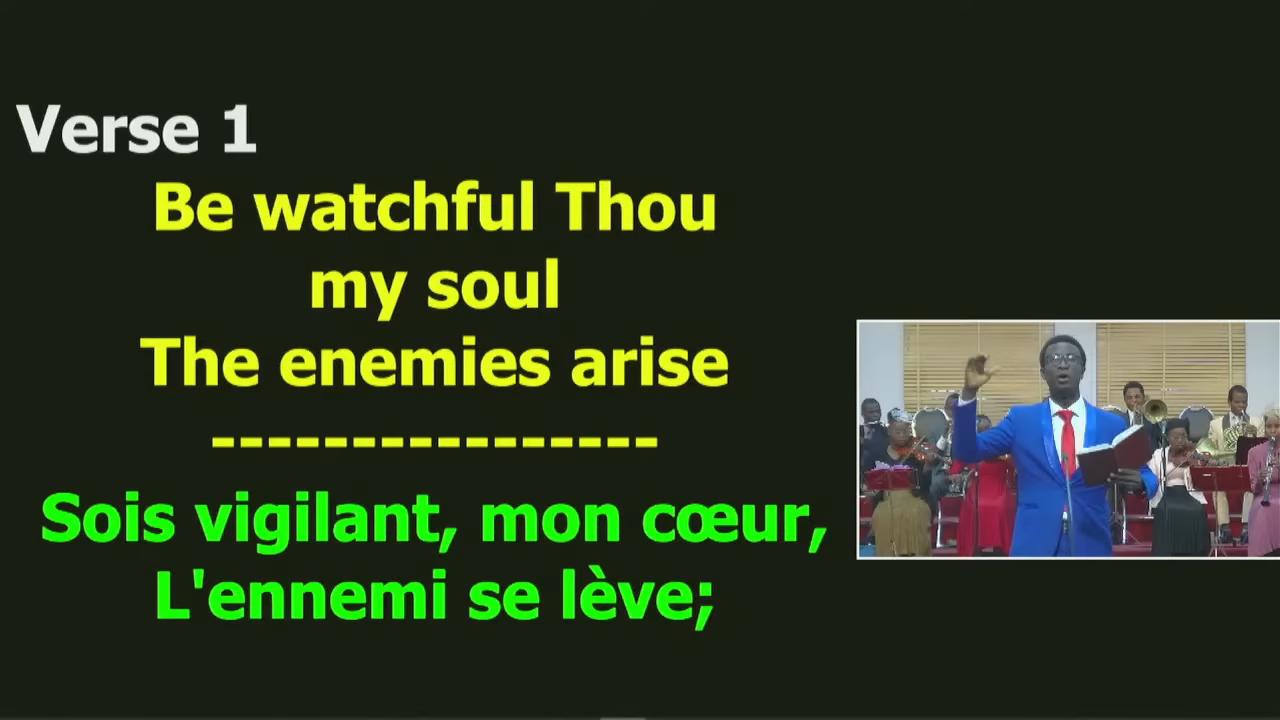 Verse 1
Be watchful Thou
my soul
The enemies arise
----------------
Sois vigilant, mon cœur,
L'ennemi se lève;